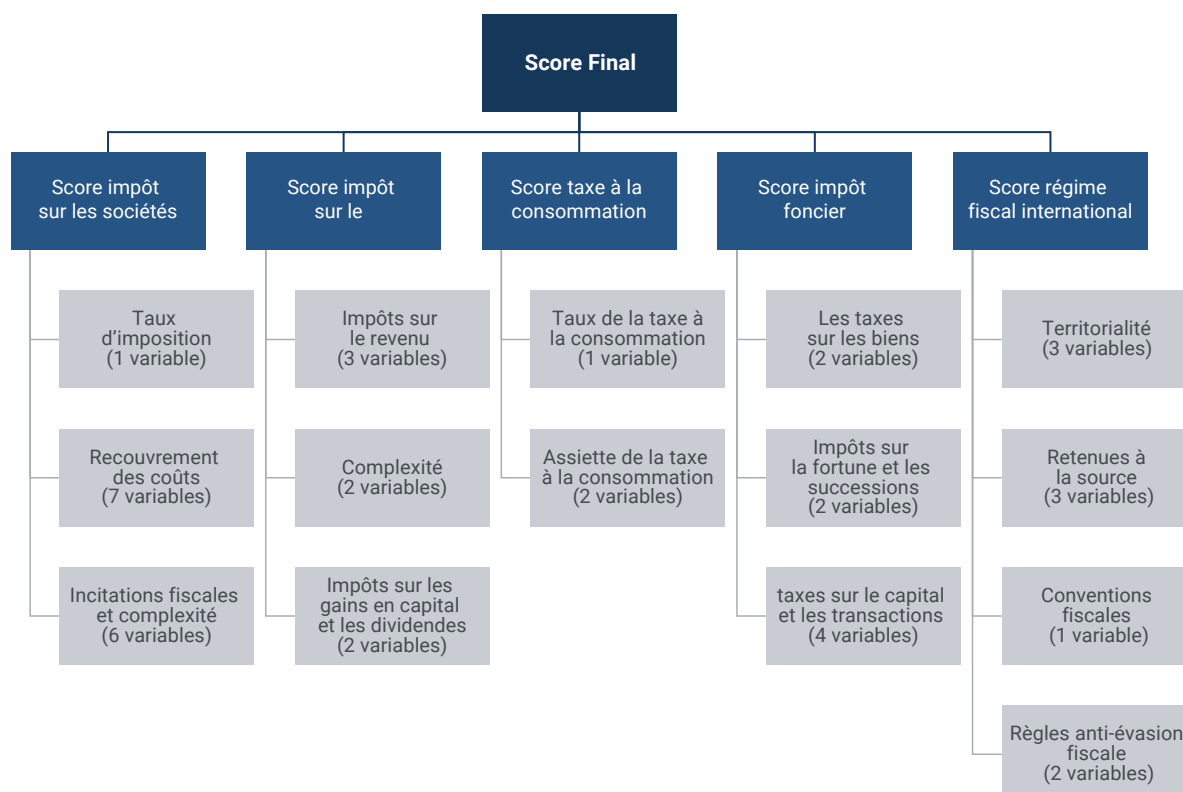 Score Final
Score impôt
sur les sociétés
Taux
d’imposition
(1 variable)
Recouvrement
des coûts
(7 variables)
Incitations fiscales
et complexité
(6 variables)
Score impôt
sur le
Impôts sur
le revenu
(3 variables)
Complexité
(2 variables)
Impôts sur les
gains en capital
et les dividendes
(2 variables)
Score taxe à la
consommation
Taux de la taxe à
la consommation
(1 variable)
Assiette de la taxe
à la consommation
(2 variables)
Score impôt
foncier
Les taxes
sur les biens
(2 variables)
Impôts sur
la fortune et les
successions
(2 variables)
taxes sur le capital
et les transactions
(4 variables)
Score régime
fiscal international
Territorialité
(3 variables)
Retenues à
la source
(3 variables)
Conventions
fiscales
(1 variable)
Règles anti-évasion
fiscale
(2 variables)